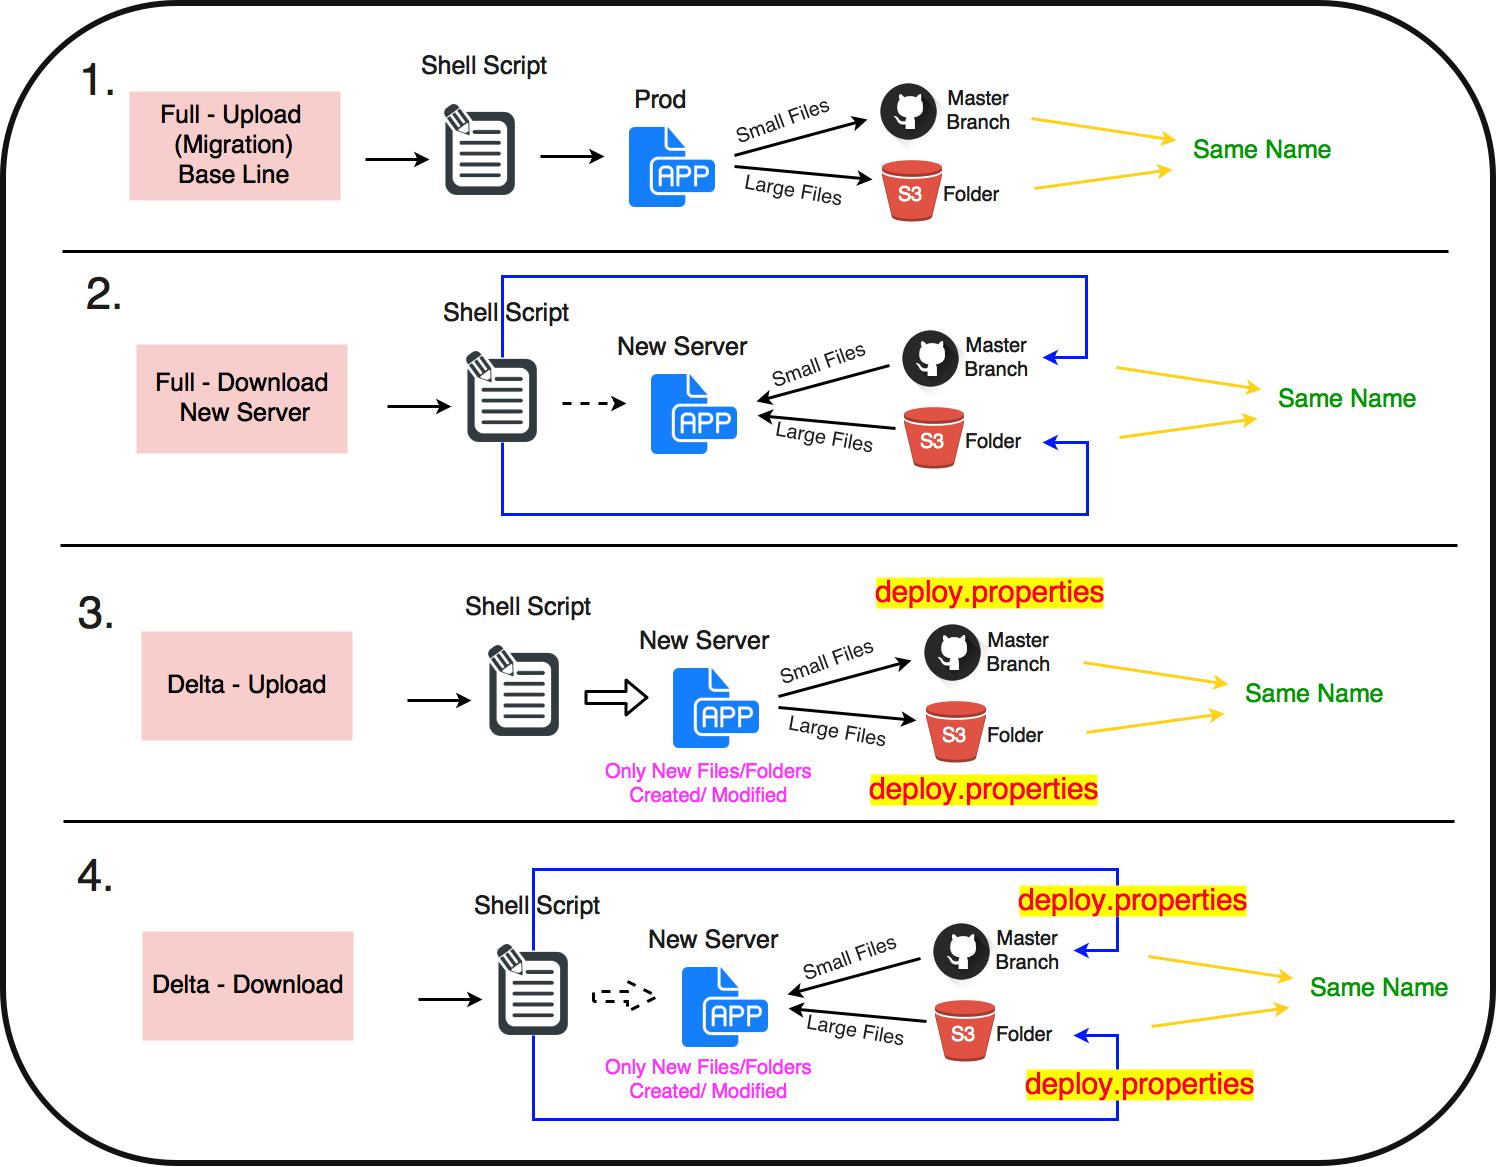 1.
Shell Script
Full - Upload
(Migration)
Base Line
Prod
APP
Small Files
Large Files
Master
Branch
S3
Folder
Same Name
2.
Shell Script
Full - Download
New Server
New Server
APP
Small Files
Large Files
Master
Branch
S3
Folder
Same Name
3.
Shell Script
Delta - Upload
New Server
APP
Only New Files/Folders
Created/ Modified
Small Files
Large Files
deploy.properties
Master
Branch
S3
Folder
deploy.properties
Same Name
4.
Shell Script
Delta - Download
New Server
APP
Only New Files/Folders
Created/ Modified
Small Files
Large Files
deploy.properties
Master
Branch
S3
Folder
deploy.properties
Same Name